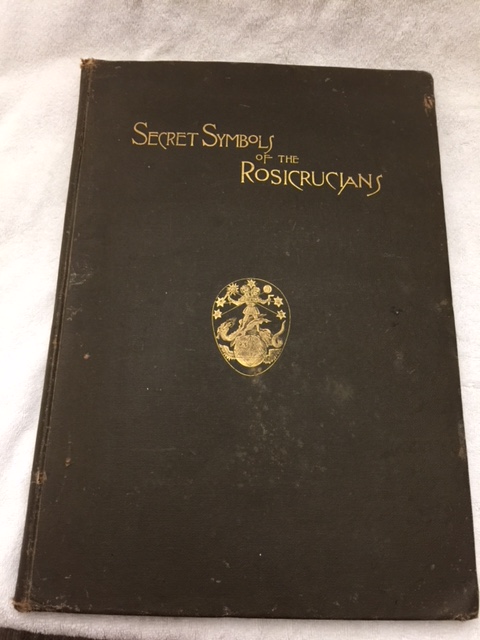 SECRET SYMBOLS
OF THE
ROSICRUCIANS